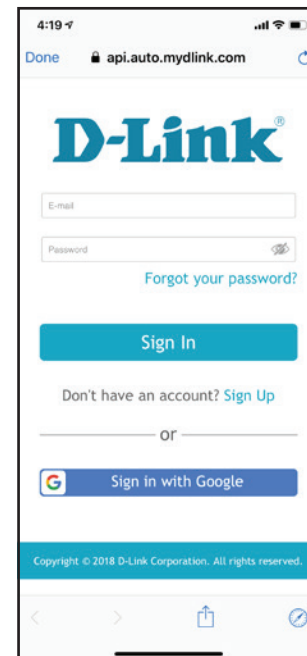 4:19
Done api.auto.mydlink.com
D-Link®
E-mail
Password
Forgot your password?
Sign In
Don't have an account? Sign Up
or
G Sign in with Google
Copyright © 2018 D-Link Corporation. All rights reserved.